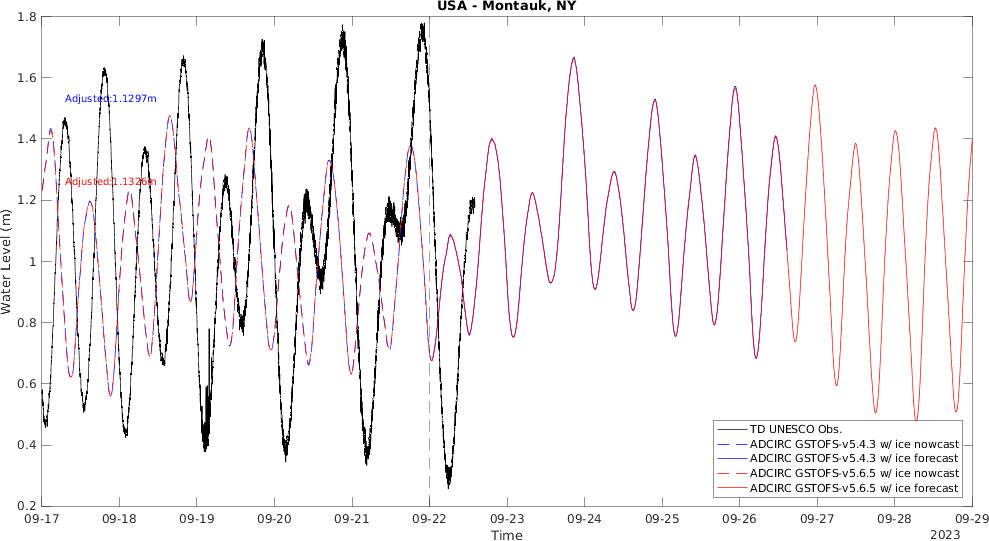 USA - Montauk, NY
Water Level (m)
1.8
1.6
1.4
1.2
1
0.8
0.6
0.4
0.2
Adjusted:1.1297m
Adjusted:1.1326m
TD UNESCO Obs.
ADCIRC GSTOFS-v5.4.3 w/ ice nowcast
ADCIRC GSTOFS-v5.4.3 w/ ice forecast
ADCIRC GSTOFS-v5.6.5 w/ ice nowcast
ADCIRC GSTOFS-v5.6.5 w/ ice forecast
09-17 09-18 09-19 09-20 09-21 09-22 09-23 09-24 09-25 09-26 09-27 09-28 09-29
Time
2023